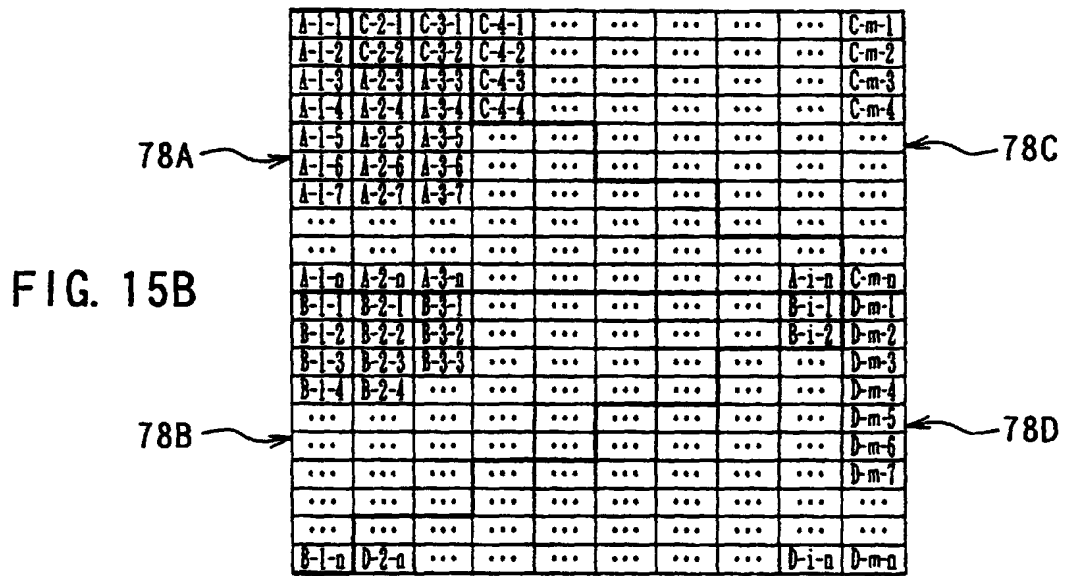 A-1-1 C-2-1 C-3-1 C-4-1 ... ... ... ... ... C-m-1
A-1-2 C-2-2 C-3-2 C-4-2 ... ... ... ... ... C-m-2
A-1-3 A-2-3 A-3-3 C-4-3 ... ... ... ... ... C-m-3
A-1-4 A-2-4 A-3-4 C-4-4 ... ... ... ... ... C-m-4
A-1-5 A-2-5 A-3-5 ... ... ... ... ... ... ...
78A
78C
A-1-6 A-2-6 A-3-6 ... ... ... ... ... ... ...
A-1-7 A-2-7 A-3-7 ... ... ... ... ... ... ...
... ... ... ... ... ... ... ... ... ...
... ... ... ... ... ... ... ... ... ...
A-1-n A-2-n A-3-n ... ... ... ... ... A-i-n C-m-n
FIG. 15B
B-1-1 B-2-1 B-3-1 ... ... ... ... ... B-i-1 D-m-1
B-1-2 B-2-2 B-3-2 ... ... ... ... ... B-i-2 D-m-2
B-1-3 B-2-3 B-3-3 ... ... ... ... ... ... D-m-3
B-1-4 B-2-4 ... ... ... ... ... ... ... D-m-4
... ... ... ... ... ... ... ... ... D-m-5
78B
78D
... ... ... ... ... ... ... ... ... D-m-6
... ... ... ... ... ... ... ... ... D-m-7
... ... ... ... ... ... ... ... ... ...
... ... ... ... ... ... ... ... ... ...
B-1-n D-2-n ... ... ... ... ... ... D-i-n D-m-n